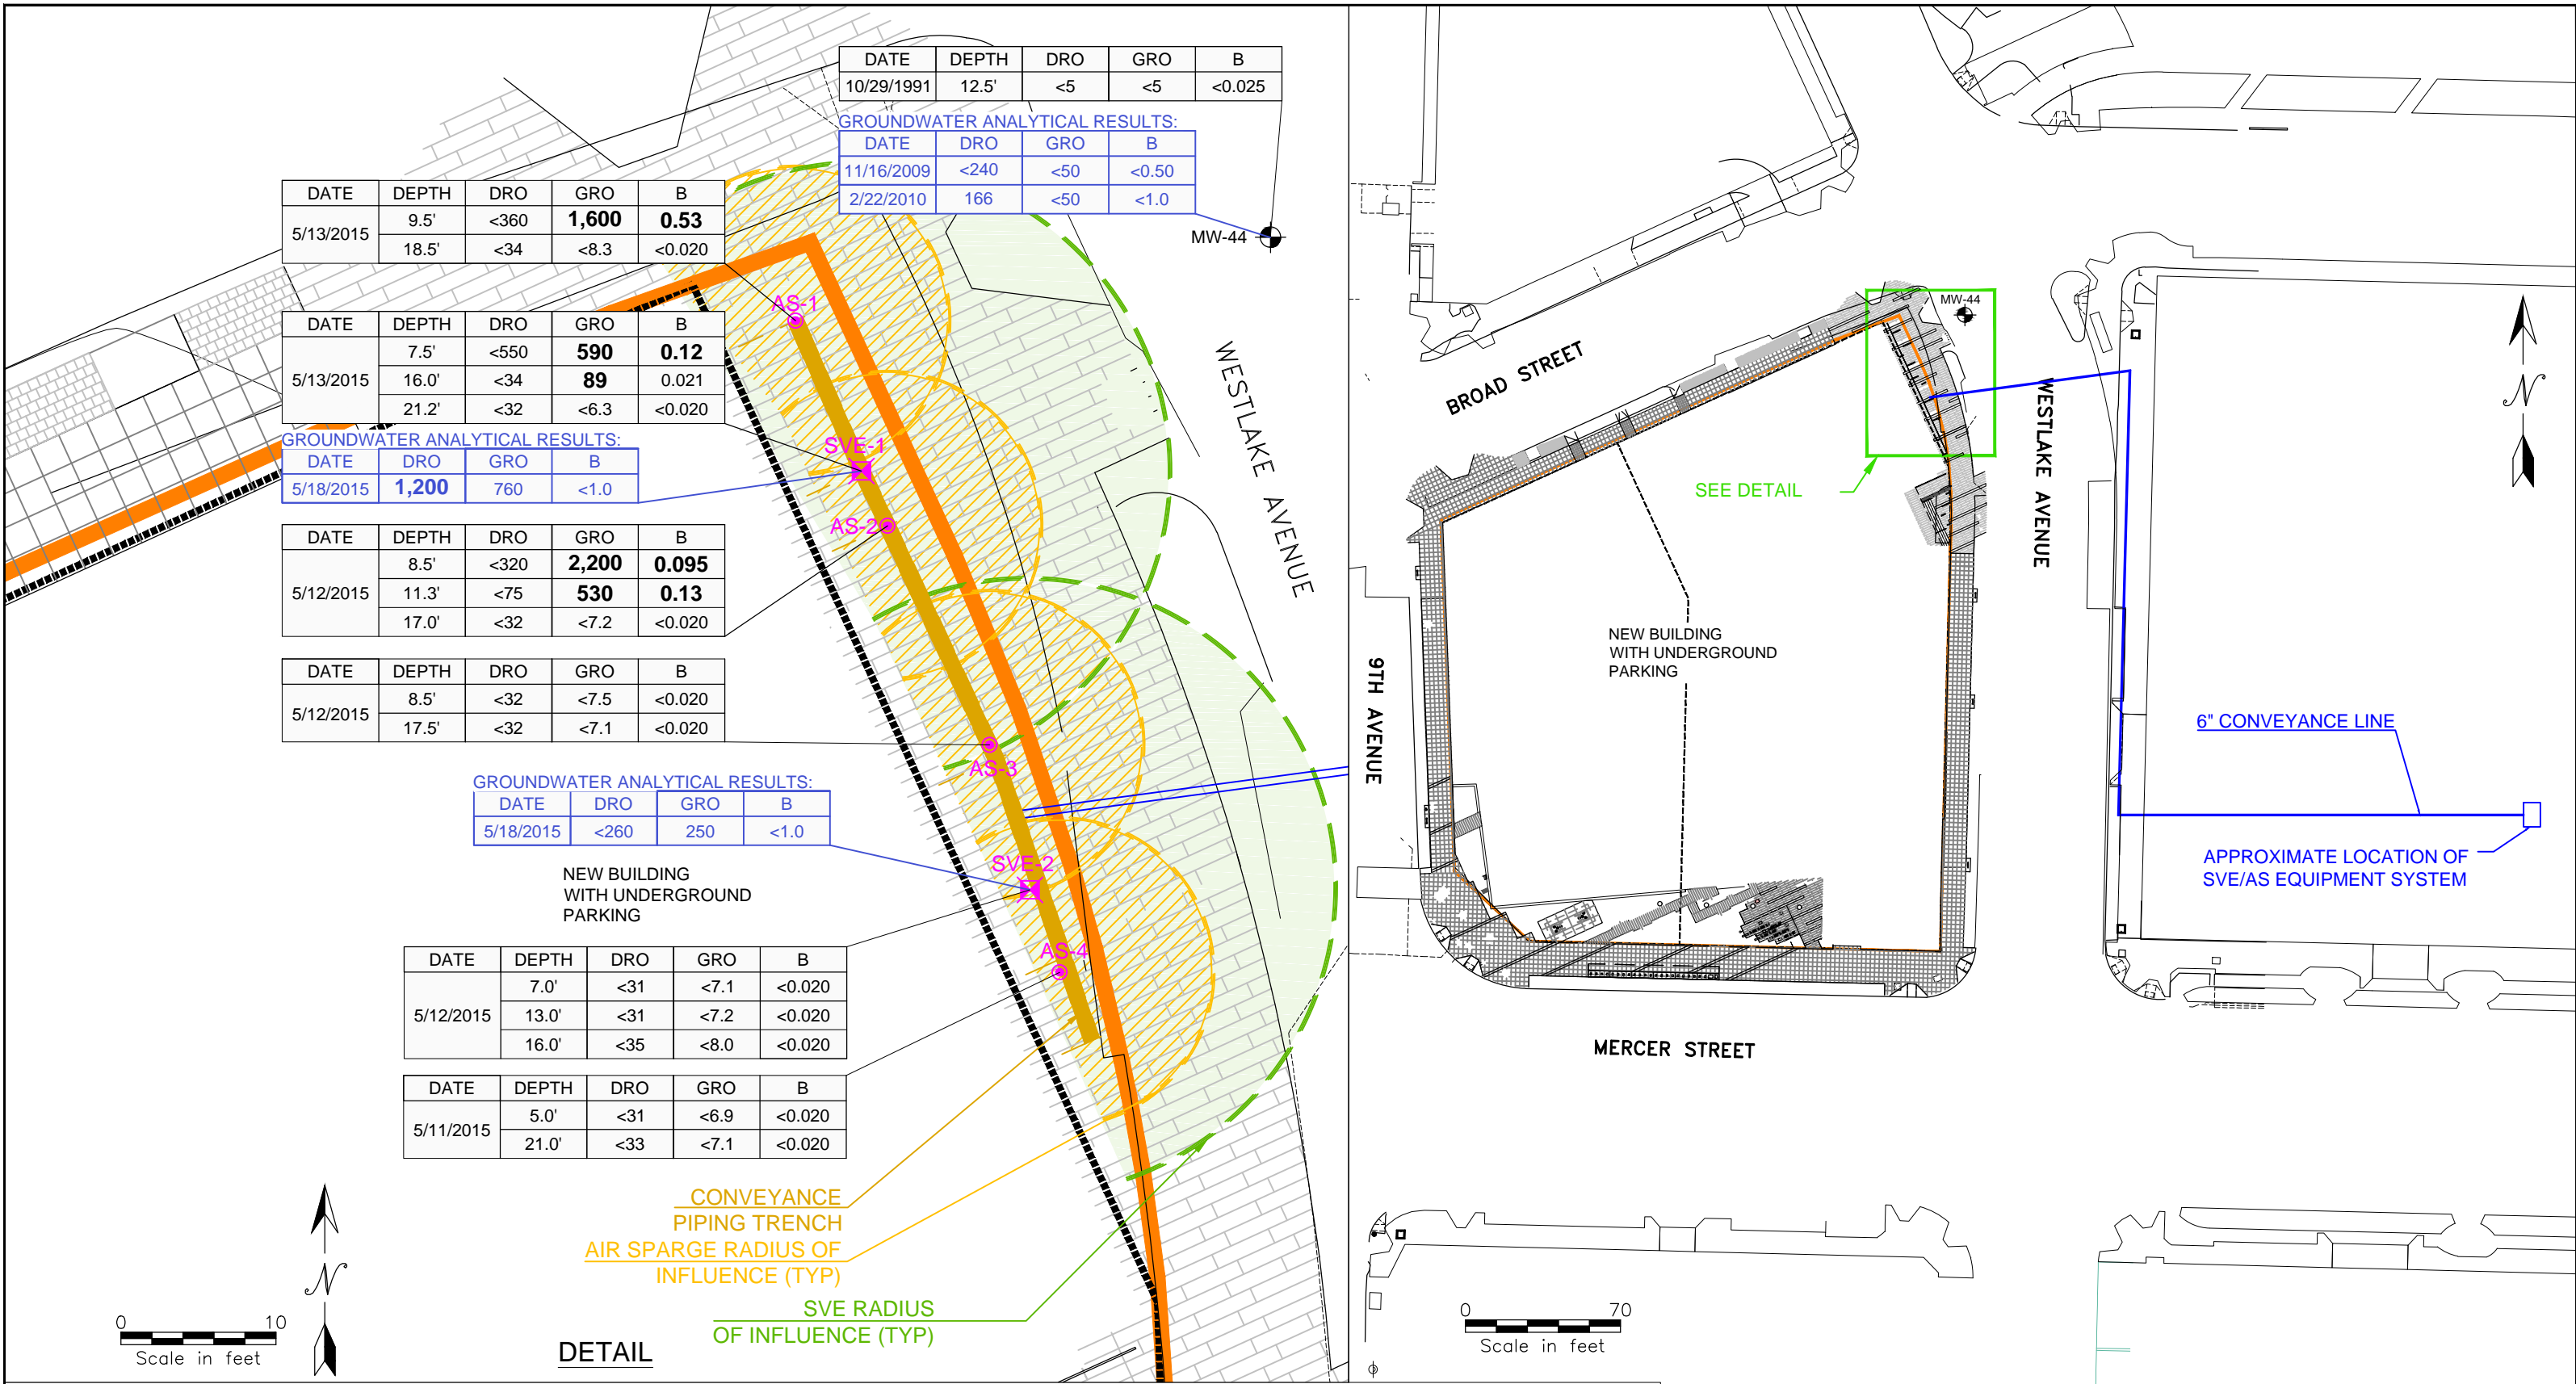 DATE DEPTH DRO GRO B
10/29/1991 12.5' <5 <5 <0.025
GROUNDWATER ANALYTICAL RESULTS:
DATE DRO GRO B
11/16/2009 <240 <50 <0.50
2/22/2010 166 <50 <1.0
MW-44
DATE DEPTH DRO GRO B
5/13/2015
9.5' <360 1,600 0.53
18.5' <34 <8.3 <0.020
AS-1
DATE DEPTH DRO GRO B
5/13/2015
7.5' <550 590 0.12
16.0' <34 89 0.021
21.2' <32 <6.3 <0.020
GROUNDWATER ANALYTICAL RESULTS:
DATE DRO GRO B
5/18/2015 1,200 760 <1.0
SVE-1
AS-2
DATE DEPTH DRO GRO B
5/12/2015
8.5' <320 2,200 0.095
11.3' <75 530 0.13
17.0' <32 <7.2 <0.020
DATE DEPTH DRO GRO B
5/12/2015
8.5' <32 <7.5 <0.020
17.5' <32 <7.1 <0.020
AS-3
GROUNDWATER ANALYTICAL RESULTS:
DATE DRO GRO B
5/18/2015 <260 250 <1.0
SVE-2
NEW BUILDING
WITH UNDERGROUND
PARKING
AS-4
DATE DEPTH DRO GRO B
5/12/2015
7.0' <31 <7.1 <0.020
13.0' <31 <7.2 <0.020
16.0' <35 <8.0 <0.020
DATE DEPTH DRO GRO B
5/11/2015
5.0' <31 <6.9 <0.020
21.0' <33 <7.1 <0.020
WESTLAKE AVENUE
CONVEYANCE
PIPING TRENCH
AIR SPARGE RADIUS OF
INFLUENCE (TYP)
SVE RADIUS
OF INFLUENCE (TYP)
N
0 10
Scale in feet
DETAIL
MW-44
BROAD STREET
WESTLAKE AVENUE
N
SEE DETAIL
9TH AVENUE
NEW BUILDING
WITH UNDERGROUND
PARKING
6" CONVEYANCE LINE
APPROXIMATE LOCATION OF
SVE/AS EQUIPMENT SYSTEM
MERCER STREET
0 70
Scale in feet